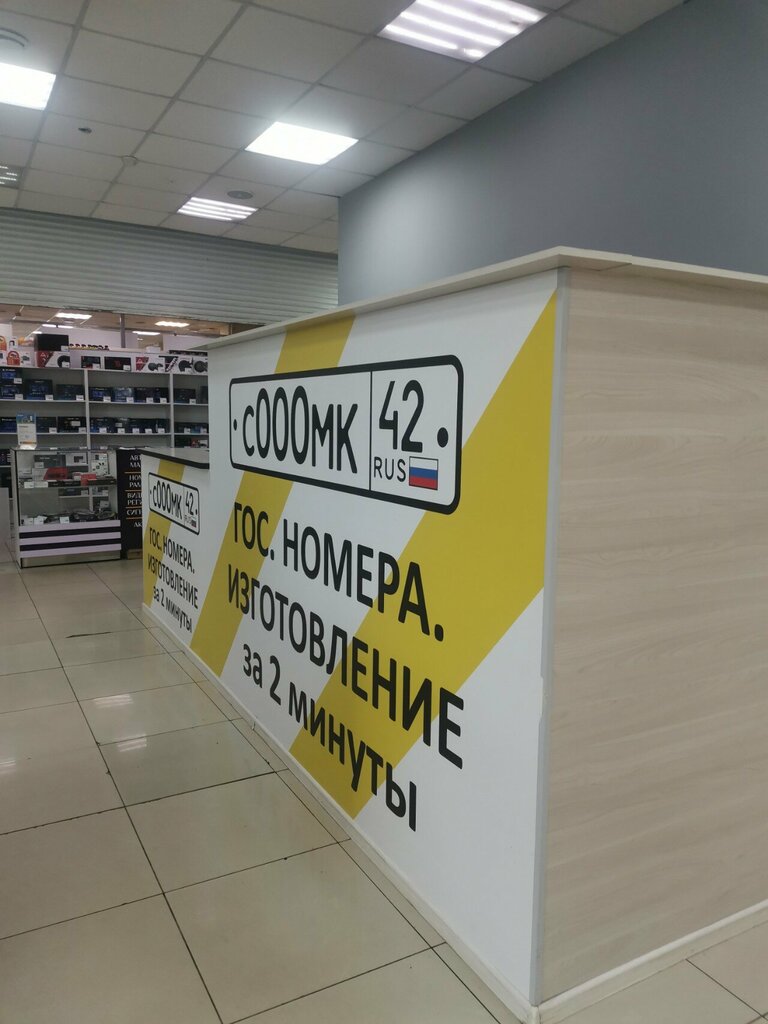 с000мк 42
RUS
ГОС. НОМЕРА.
ИЗГОТОВЛЕНИЕ
за 2 минуты
с000мк 42
ГОС. НОМЕРА.
ИЗГОТОВЛЕНИЕ
за 2 минуты